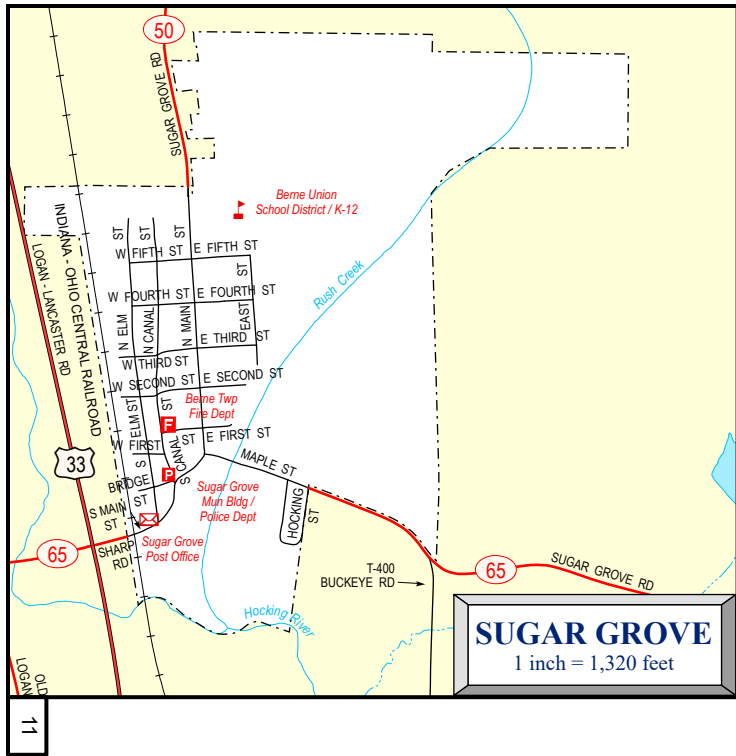 50
SUGAR GROVE RD
Berne Union
School District / K-12
INDIANA - OHIO CENTRAL RAILROAD
LOGAN - LANCASTER RD
33
Rush Creek
ST
ST
W FIFTH ST
E FIFTH ST
ST
W FOURTH ST
E FOURTH ST
N ELM
N CANAL
N MAIN
EAST
E THIRD ST
W THIRD ST
W SECOND ST
E SECOND ST
Berne Twp
Fire Dept
F
S ELM ST
S CANAL ST
W FIRST ST
E FIRST ST
MAPLE ST
BRIDGE ST
P
Sugar Grove
Mun Bldg /
Police Dept
HOCKING
ST
S MAIN
ST
Sugar Grove
Post Office
SHARP
RD
65
T-400
BUCKEYE RD
65
SUGAR GROVE RD
Hocking River
OLD
LOGAN
SUGAR GROVE
1 inch = 1,320 feet
11